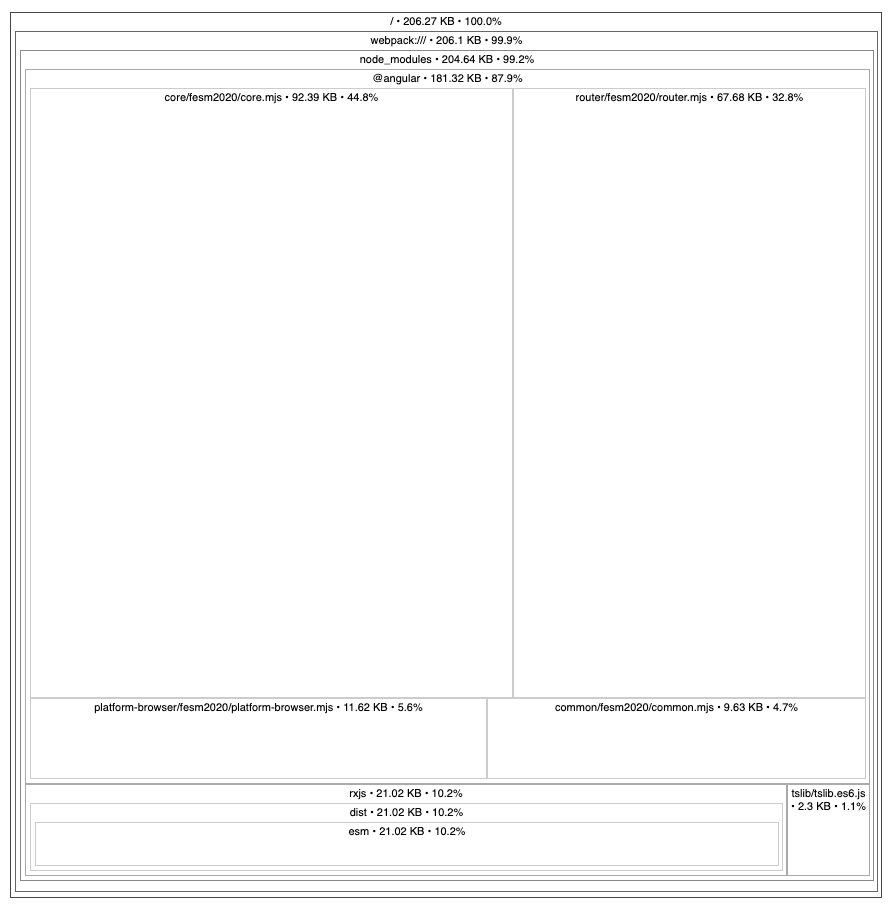 / • 206.27 KB • 100.0%
webpack:/// • 206.1 KB • 99.9%
node_modules • 204.64 KB • 99.2%
@angular • 181.32 KB • 87.9%
core/fesm2020/core.mjs • 92.39 KB • 44.8%
router/fesm2020/router.mjs • 67.68 KB • 32.8%
platform-browser/fesm2020/platform-browser.mjs • 11.62 KB • 5.6%
common/fesm2020/common.mjs • 9.63 KB • 4.7%
rxjs • 21.02 KB • 10.2%
dist • 21.02 KB • 10.2%
esm • 21.02 KB • 10.2%
tslib/tslib.es6.js
• 2.3 KB • 1.1%